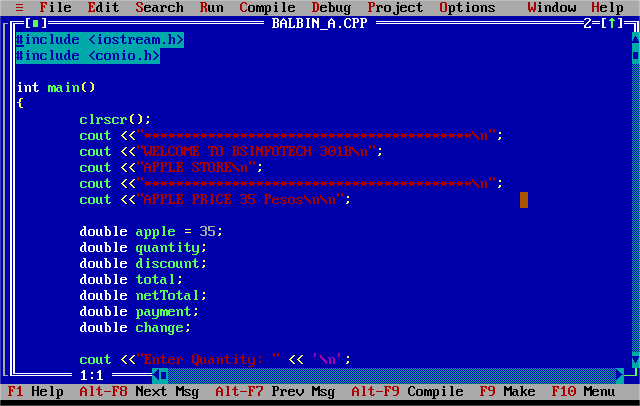 ≡ File Edit Search Run Compile Debug Project Options Window Help
[■] BALBIN_A.CPP 2=[↑]
#include <iostream.h>
#include <conio.h>
int main()
{
clrscr();
cout <<"*********************************\n";
cout <<"WELCOME TO BSINFOTECH 301B\n";
cout <<"APPLE STORE\n";
cout <<"*********************************\n";
cout <<"APPLE PRICE 35 Pesos\n\n";
double apple = 35;
double quantity;
double discount;
double total;
double netTotal;
double payment;
double change;
cout <<"Enter Quantity: " << '\n';
1:1
F1 Help Alt-F8 Next Msg Alt-F7 Prev Msg Alt-F9 Compile F9 Make F10 Menu